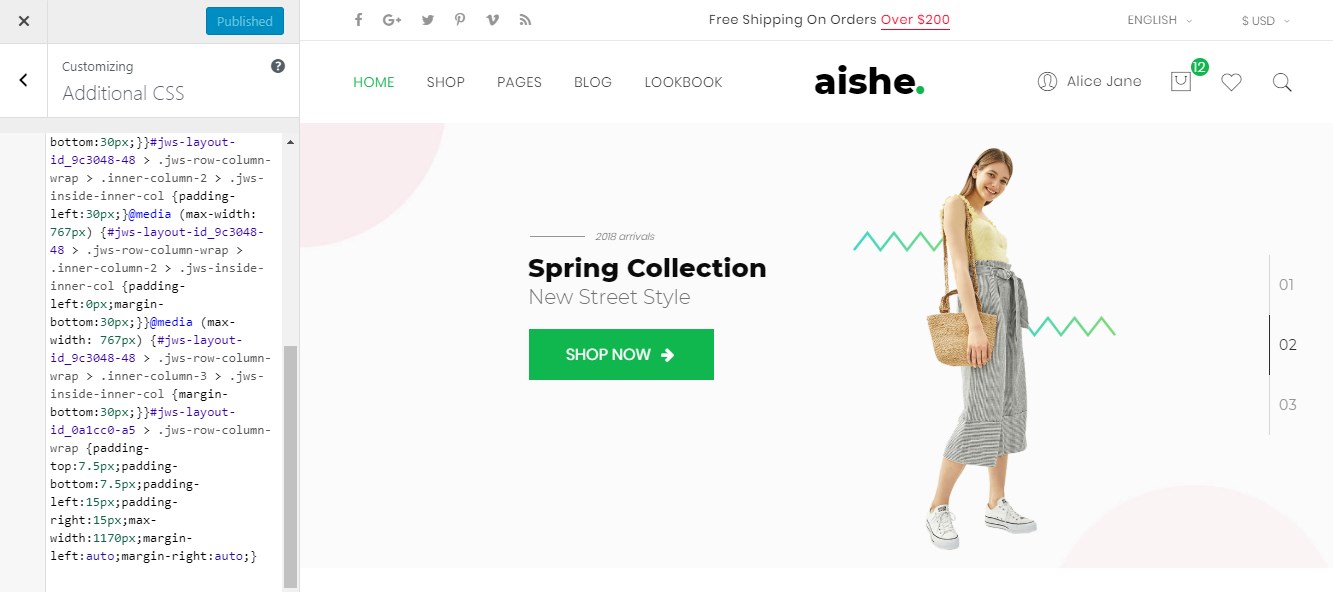 Published
Customizing
Additional CSS
bottom:30px;}}#jws-layout-
id_9c3048-48 > .jws-row-column-
wrap > .inner-column-2 > .jws-
inside-inner-col {padding-
left:30px;}@media (max-width:
767px) {#jws-layout-id_9c3048-
48 > .jws-row-column-wrap >
.inner-column-2 > .jws-inside-
inner-col {padding-
left:0px;margin-
bottom:30px;}}@media (max-
width: 767px) {#jws-layout-
id_9c3048-48 > .jws-row-column-
wrap > .inner-column-3 > .jws-
inside-inner-col {margin-
bottom:30px;}}#jws-layout-
id_0a1cc0-a5 > .jws-row-column-
wrap {padding-
top:7.5px;padding-
bottom:7.5px;padding-
left:15px;padding-
right:15px;max-
width:1170px;margin-
left:auto;margin-right:auto;}
Free Shipping On Orders Over $200
ENGLISH
$ USD
HOME SHOP PAGES BLOG LOOKBOOK
aishe.
Alice Jane
12
2018 arrivals
Spring Collection
New Street Style
SHOP NOW
01
02
03